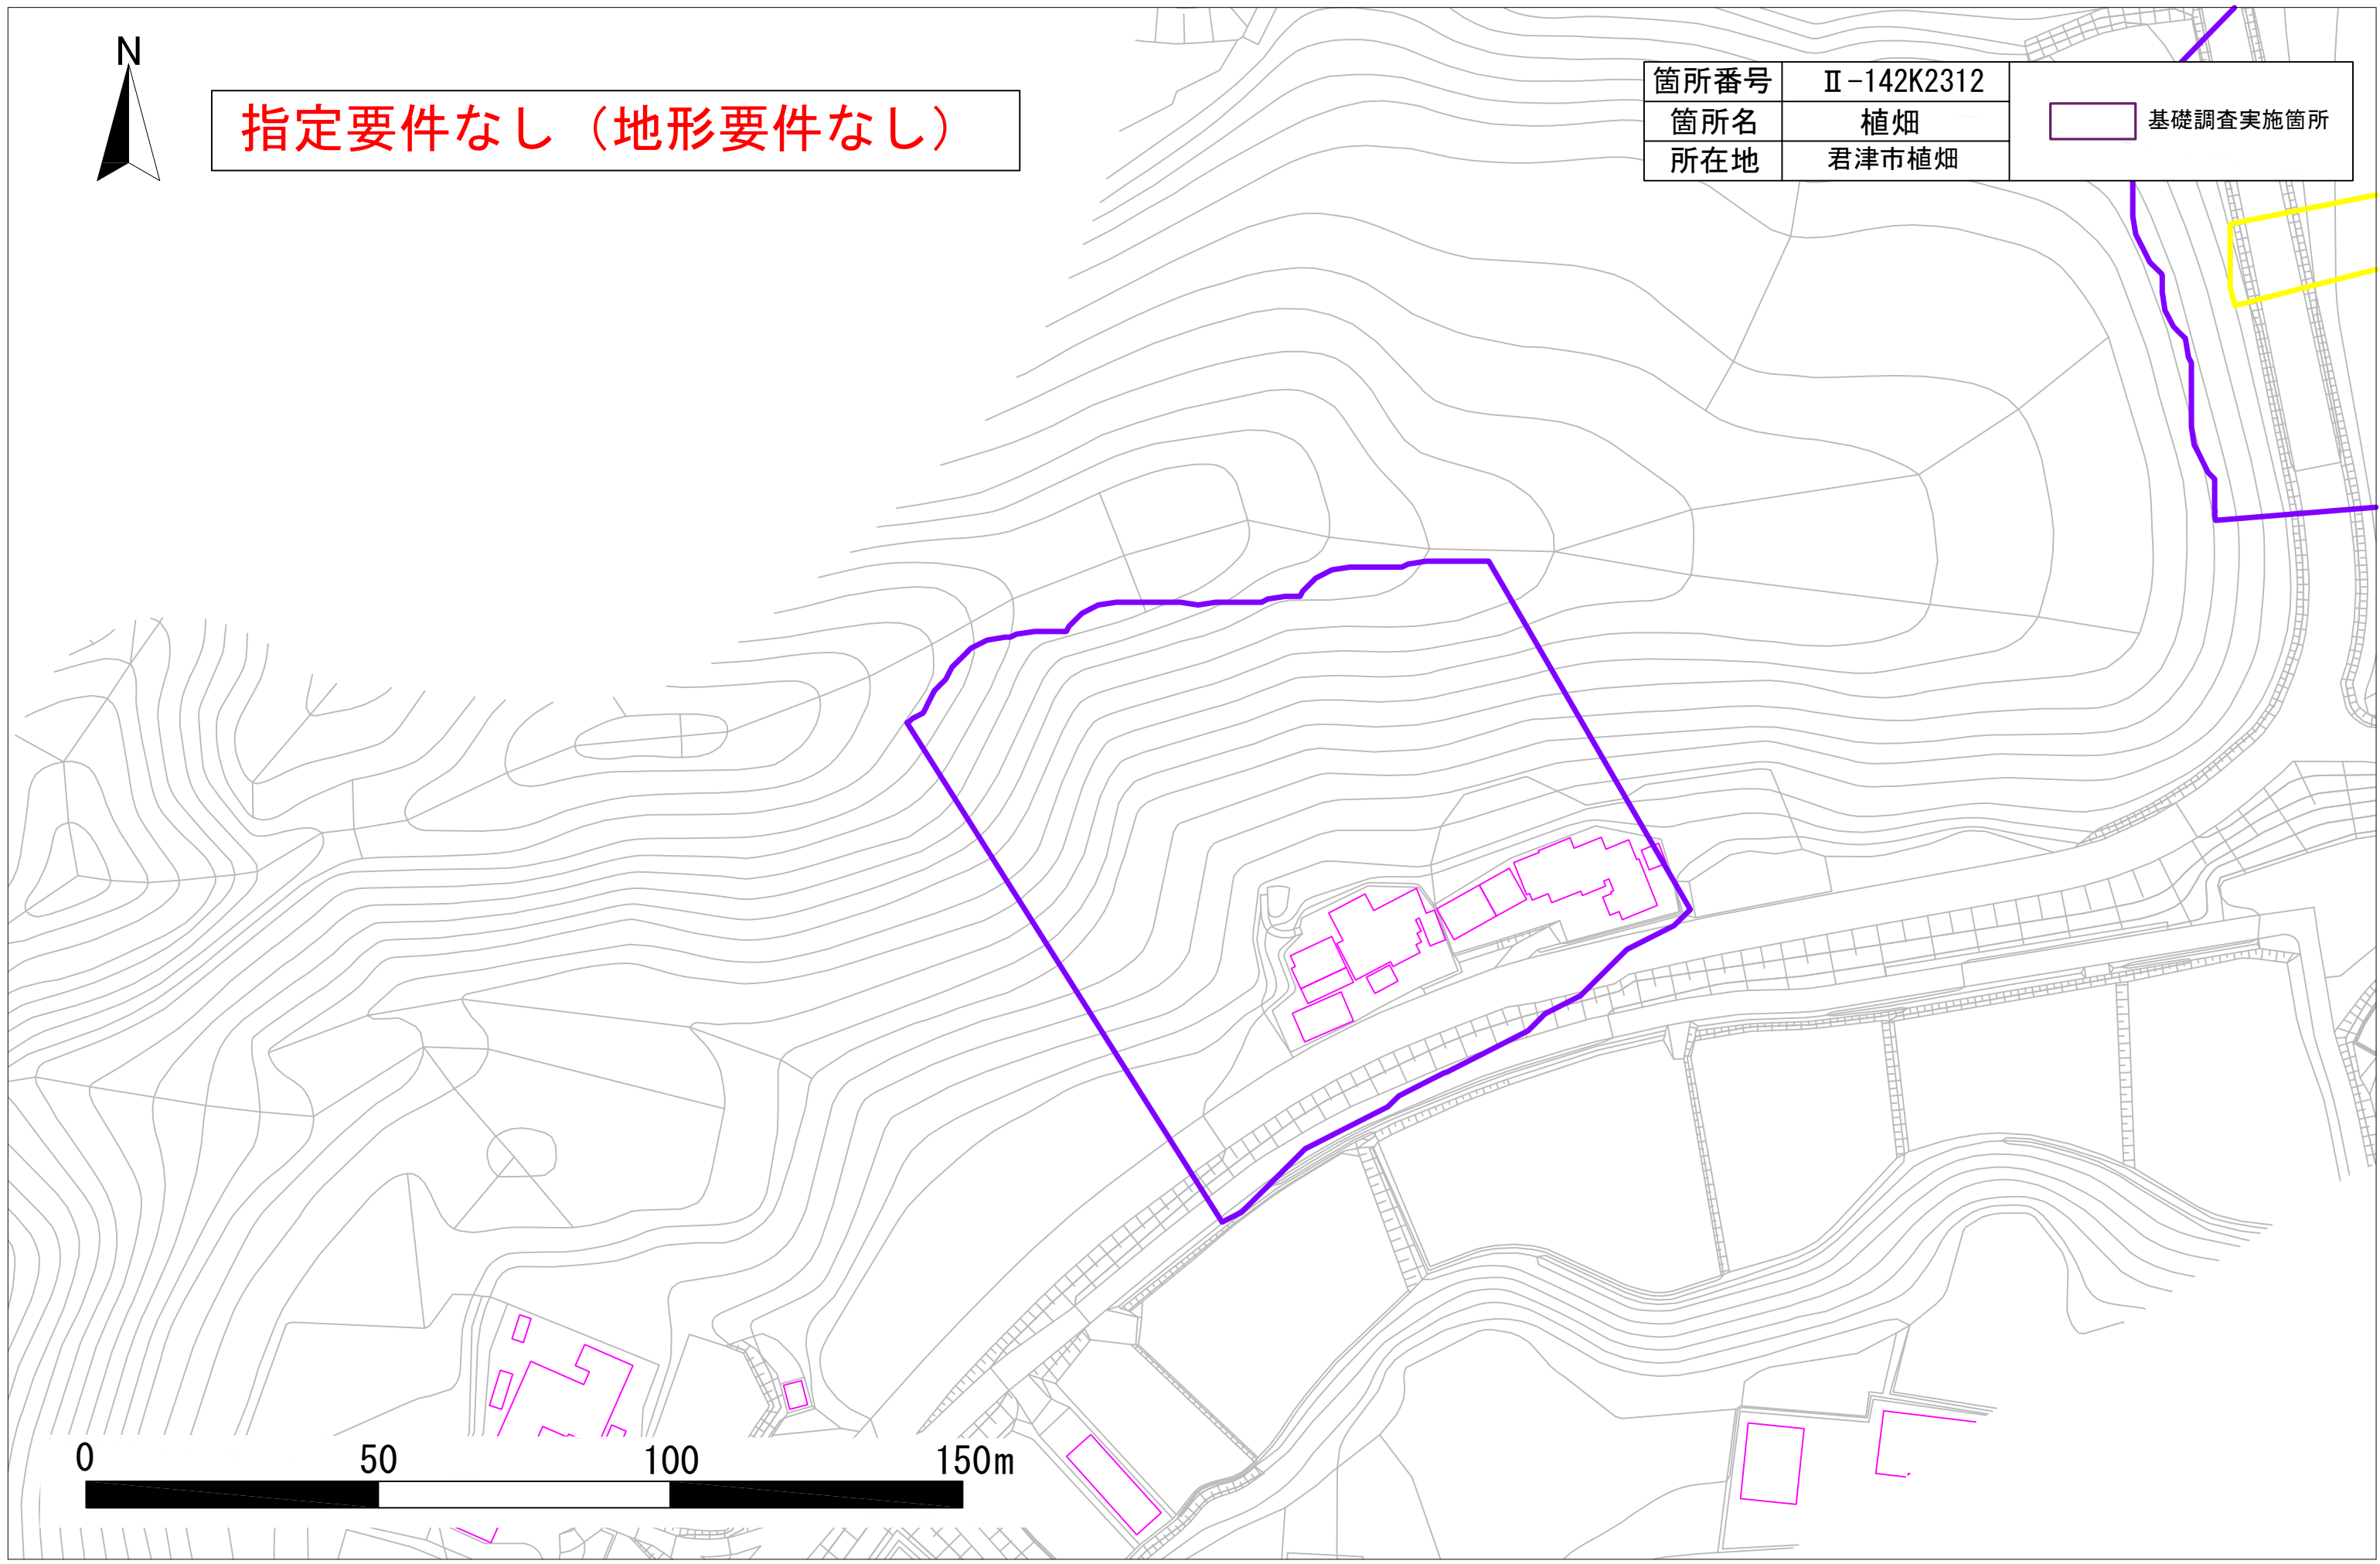 N
指定要件なし（地形要件なし）
箇所番号 Ⅱ-142K2312
箇所名 植畑
所在地 君津市植畑
基礎調査実施箇所
0 50 100 150m